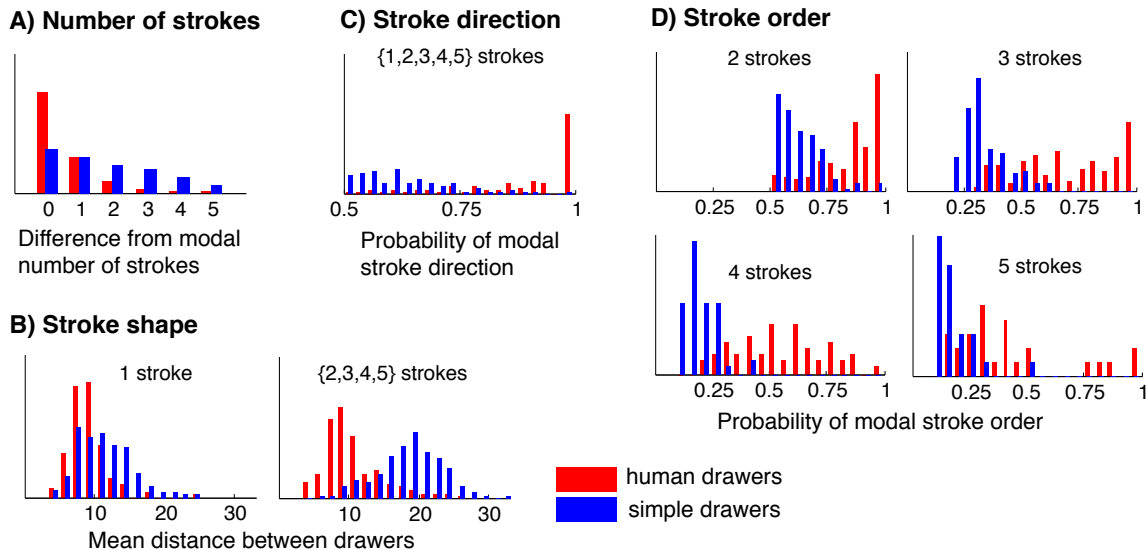 A) Number of strokes
0 1 2 3 4 5
Difference from modal
number of strokes
C) Stroke direction
{1,2,3,4,5} strokes
0.5 0.75 1
Probability of modal
stroke direction
D) Stroke order
2 strokes
0.25 0.5 0.75 1
3 strokes
0.25 0.5 0.75 1
4 strokes
0.25 0.5 0.75 1
5 strokes
0.25 0.5 0.75 1
Probability of modal stroke order
B) Stroke shape
1 stroke
10 20 30
{2,3,4,5} strokes
10 20 30
Mean distance between drawers
human drawers
simple drawers